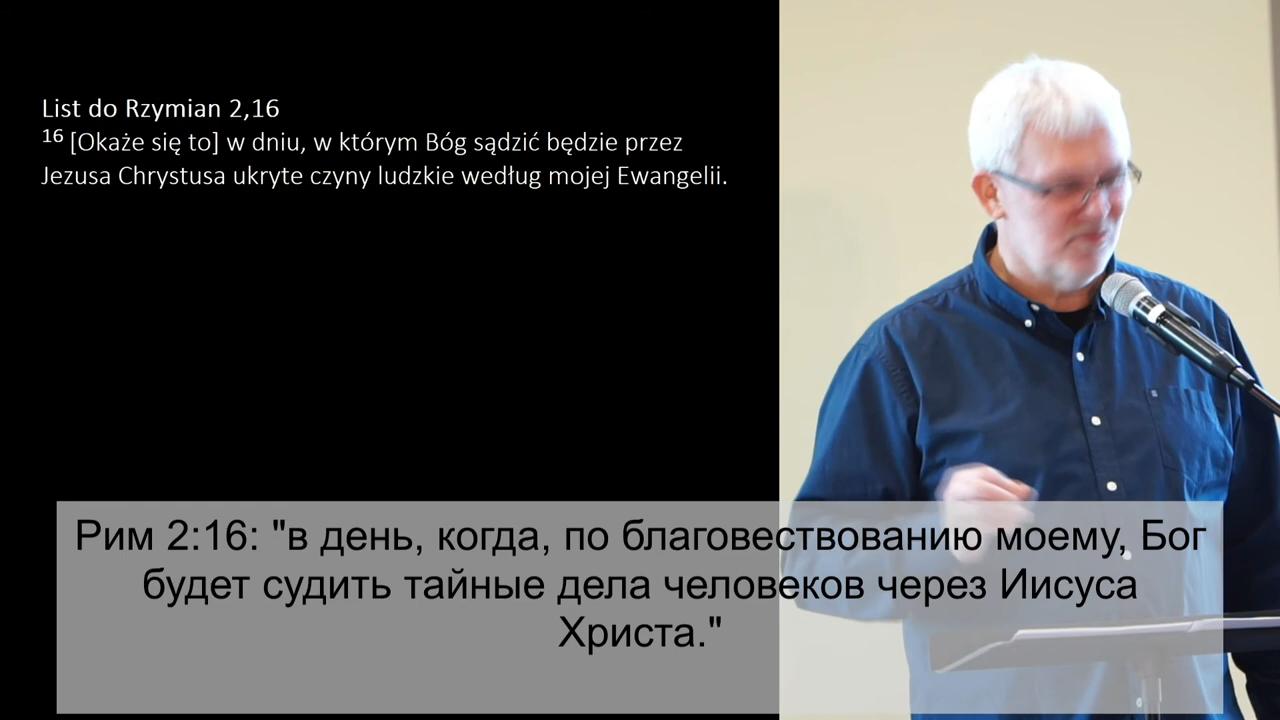 List do Rzymian 2,16
16 [Okaże się to] w dniu, w którym Bóg sądzić będzie przez
Jezusa Chrystusa ukryte czyny ludzkie według mojej Ewangelii.
Рим 2:16: "в день, когда, по благовествованию моему, Бог
будет судить тайные дела человеков через Иисуса
Христа."